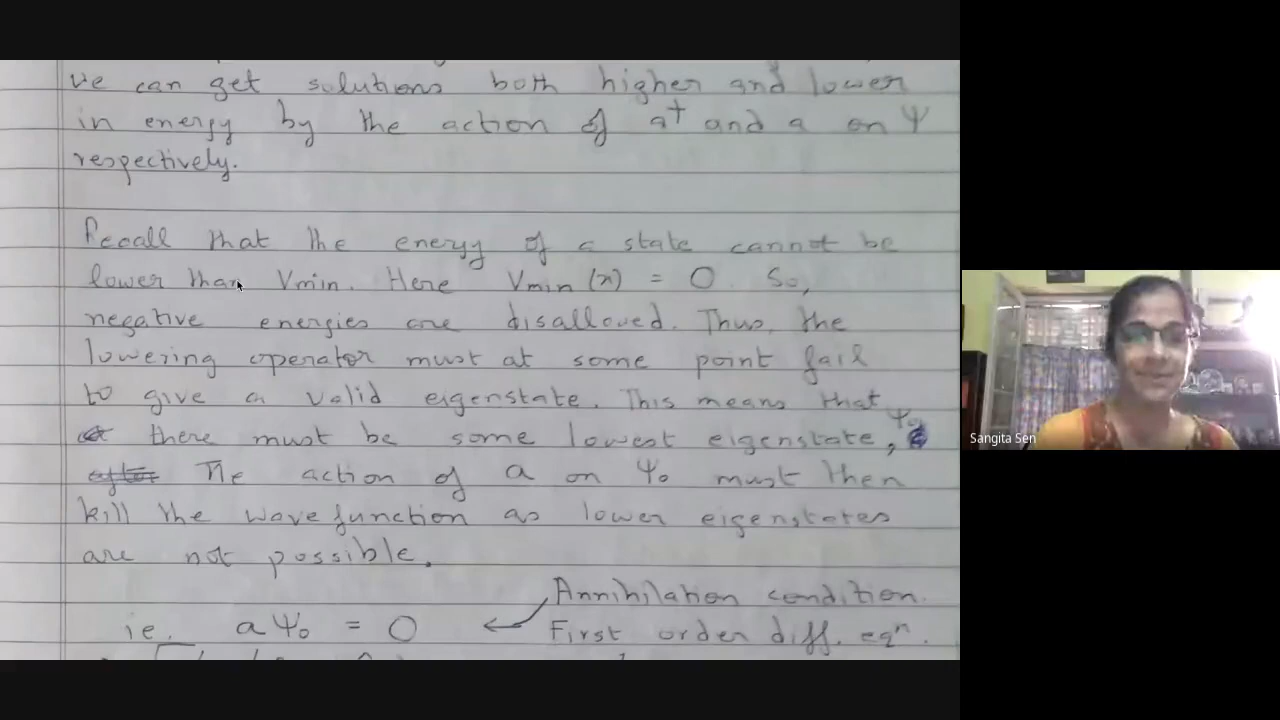 we can get solutions both higher and lower
in energy by the action of a† and a on Ψ
respectively.
Recall that the energy of a state cannot be
lower than Vmin. Here Vmin (x) = 0. So,
negative energies are disallowed. Thus, the
lowering operator must at some point fail
to give a valid eigenstate. This means that
there must be some lowest eigenstate, Ψ₀
The action of a on Ψ₀ must then
kill the wavefunction as lower eigenstates
are not possible.
Annihilation condition.
ie. aΨ₀ = 0 ← First order diff. eqⁿ.
Sangita Sen